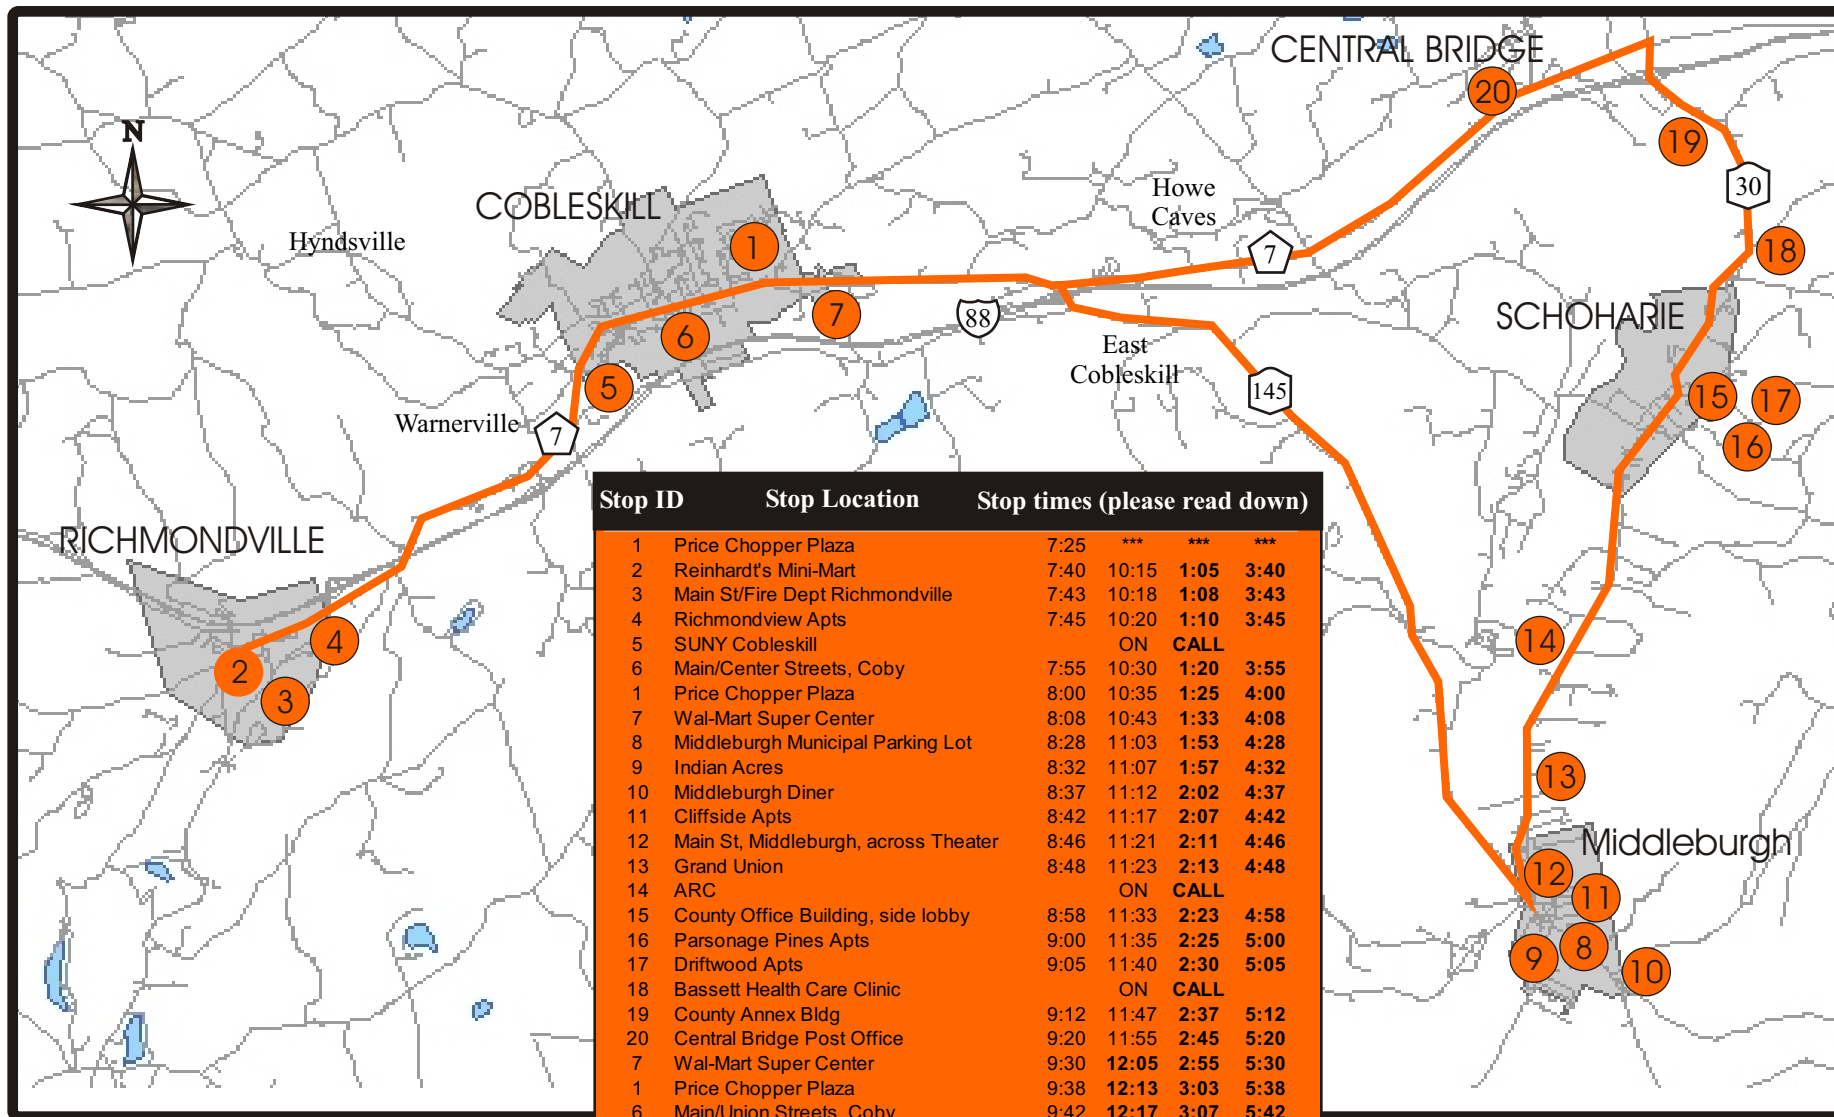 CENTRAL BRIDGE
20
N
19
30
Howe
Caves
COBLESKILL
Hyndsville
1
7
18
7
88
SCHOHARIE
6
East
Cobleskill
5
145
15
17
Warnerville
7
16
RICHMONDVILLE
4
14
2
3
13
Middleburgh
12
11
8
9
10
Stop ID Stop Location Stop times (please read down)
1 Price Chopper Plaza 7:25 *** *** ***
2 Reinhardt's Mini-Mart 7:40 10:15 1:05 3:40
3 Main St/Fire Dept Richmondville 7:43 10:18 1:08 3:43
4 Richmondview Apts 7:45 10:20 1:10 3:45
5 SUNY Cobleskill ON CALL
6 Main/Center Streets, Coby 7:55 10:30 1:20 3:55
1 Price Chopper Plaza 8:00 10:35 1:25 4:00
7 Wal-Mart Super Center 8:08 10:43 1:33 4:08
8 Middleburgh Municipal Parking Lot 8:28 11:03 1:53 4:28
9 Indian Acres 8:32 11:07 1:57 4:32
10 Middleburgh Diner 8:37 11:12 2:02 4:37
11 Cliffside Apts 8:42 11:17 2:07 4:42
12 Main St, Middleburgh, across Theater 8:46 11:21 2:11 4:46
13 Grand Union 8:48 11:23 2:13 4:48
14 ARC ON CALL
15 County Office Building, side lobby 8:58 11:33 2:23 4:58
16 Parsonage Pines Apts 9:00 11:35 2:25 5:00
17 Driftwood Apts 9:05 11:40 2:30 5:05
18 Bassett Health Care Clinic ON CALL
19 County Annex Bldg 9:12 11:47 2:37 5:12
20 Central Bridge Post Office 9:20 11:55 2:45 5:20
7 Wal-Mart Super Center 9:30 12:05 2:55 5:30
1 Price Chopper Plaza 9:38 12:13 3:03 5:38
6 Main/Union Streets, Coby 9:42 12:17 3:07 5:42